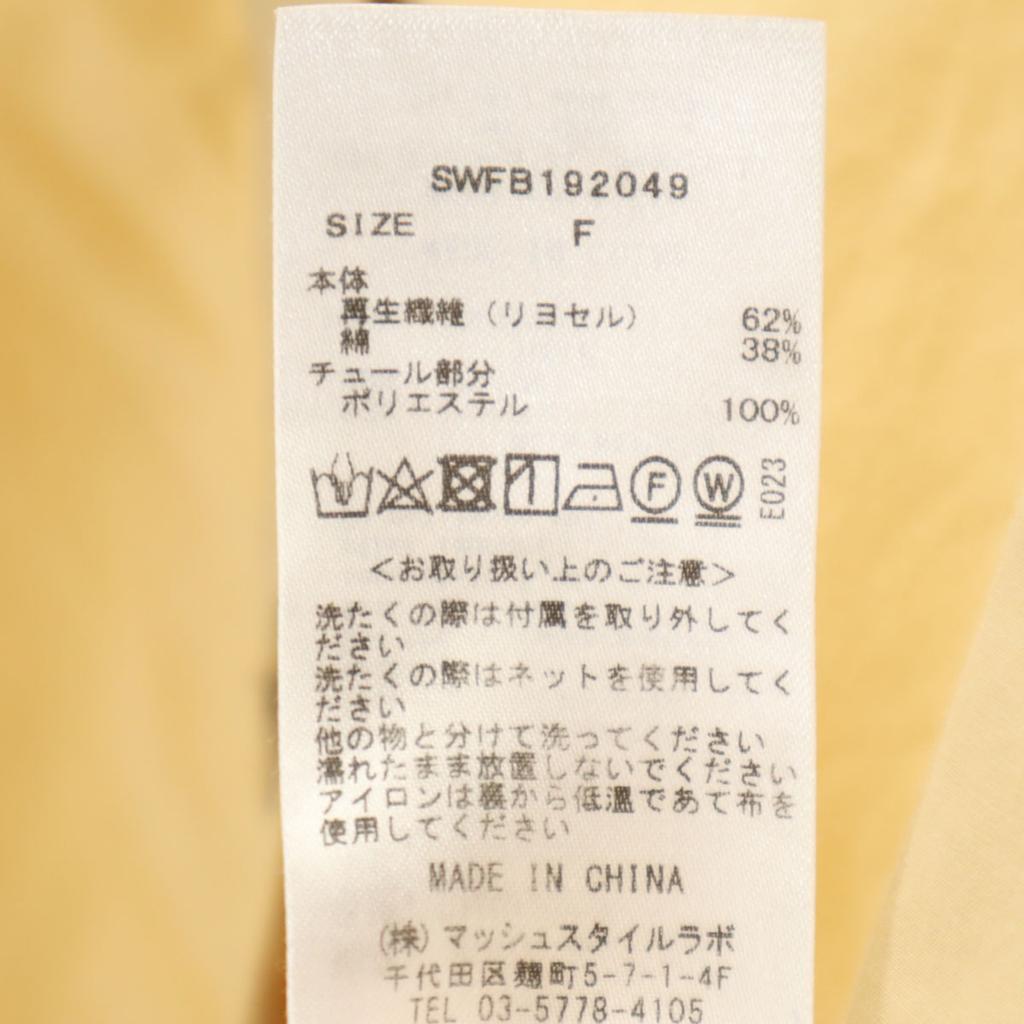 SWFB192049
SIZE F
本体
再生繊維（リヨセル） 62%
綿 38%
チュール部分
ポリエステル 100%
F W E023
＜お取り扱い上のご注意＞
洗たくの際は付属を取り外してく
ださい
洗たくの際はネットを使用してく
ださい
他の物と分けて洗ってください
濡れたまま放置しないでください
アイロンは裏から低温であて布を
使用してください
MADE IN CHINA
(株)マッシュスタイルラボ
千代田区麹町5-7-1-4F
TEL 03-5778-4105